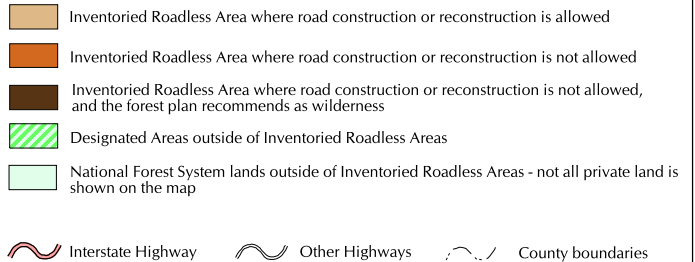 Inventoried Roadless Area where road construction or reconstruction is allowed
Inventoried Roadless Area where road construction or reconstruction is not allowed
Inventoried Roadless Area where road construction or reconstruction is not allowed,
and the forest plan recommends as wilderness
Designated Areas outside of Inventoried Roadless Areas
National Forest System lands outside of Inventoried Roadless Areas - not all private land is
shown on the map
Interstate Highway
Other Highways
County boundaries